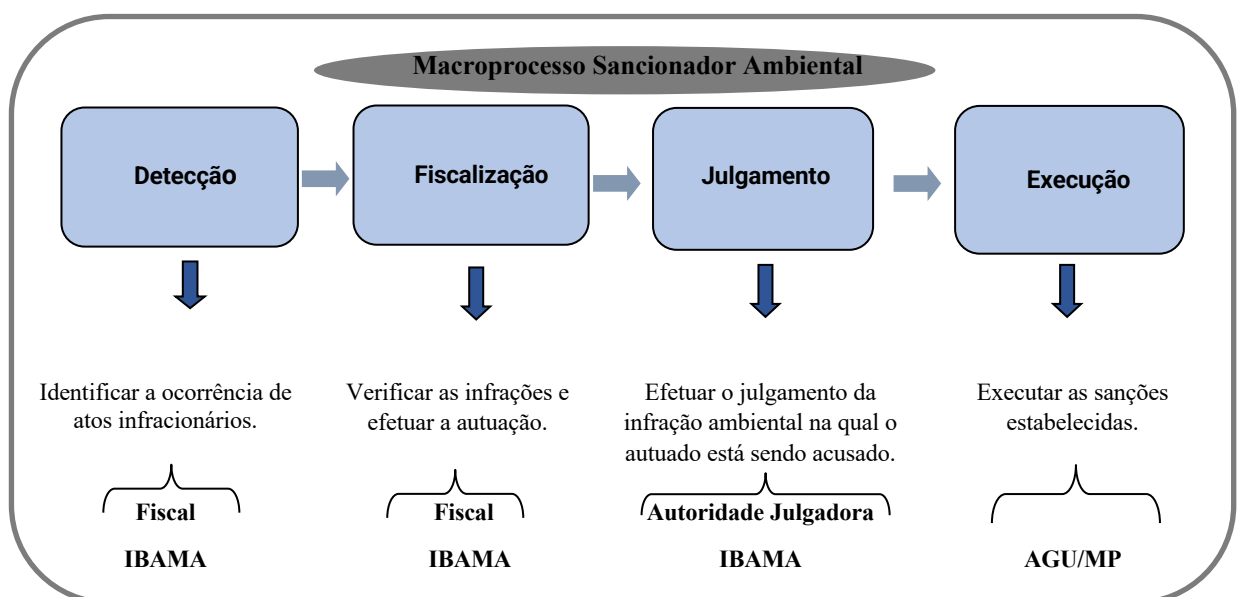 Macroprocesso Sancionador Ambiental
Detecção
Fiscalização
Julgamento
Execução
Identificar a ocorrência de
atos infracionários.
Verificar as infrações e
efetuar a autuação.
Efetuar o julgamento da
infração ambiental na qual o
autuado está sendo acusado.
Executar as sanções
estabelecidas.
Fiscal
IBAMA
Fiscal
IBAMA
Autoridade Julgadora
IBAMA
AGU/MP